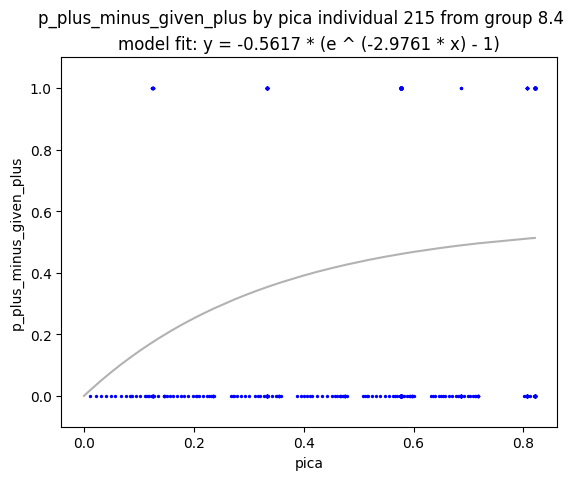 p_plus_minus_given_plus by pica individual 215 from group 8.4
model fit: y = -0.5617 * (e ^ (-2.9761 * x) - 1)
1.0
0.8
0.6
0.4
0.2
0.0
p_plus_minus_given_plus
0.0 0.2 0.4 0.6 0.8
pica